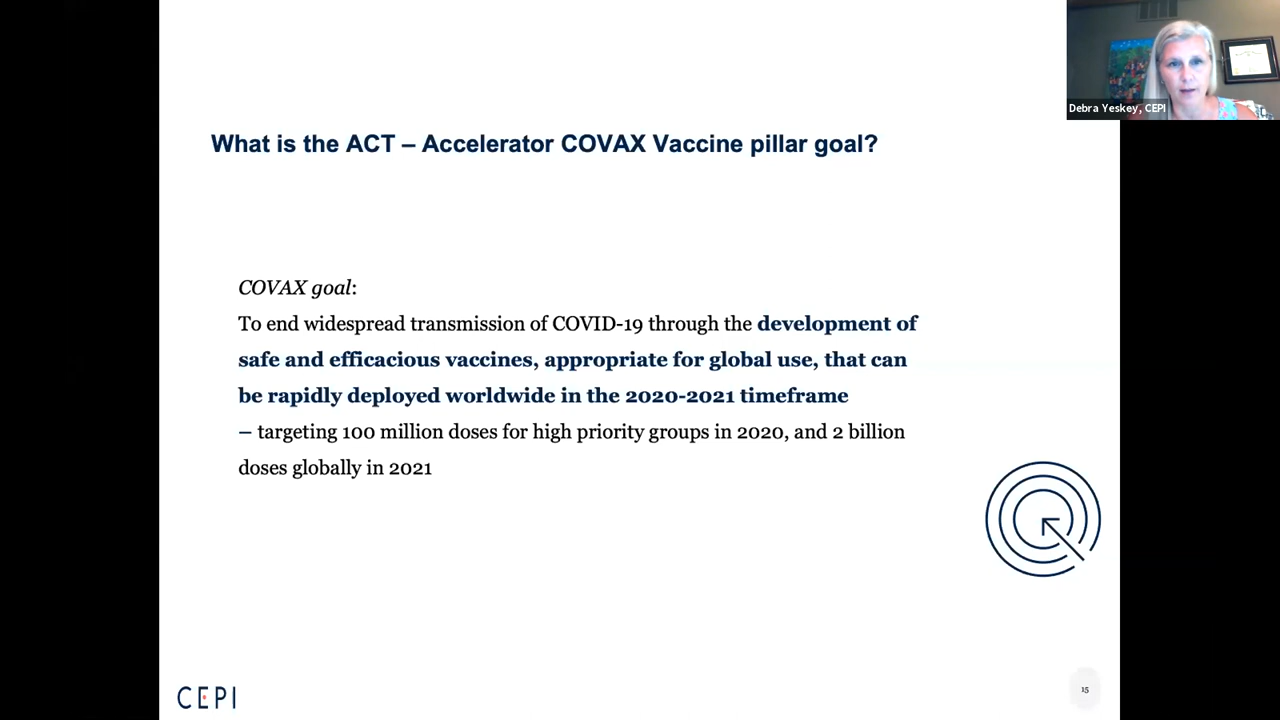 Debra Yeskey, CEPI
What is the ACT – Accelerator COVAX Vaccine pillar goal?
COVAX goal:
To end widespread transmission of COVID-19 through the development of
safe and efficacious vaccines, appropriate for global use, that can
be rapidly deployed worldwide in the 2020-2021 timeframe
– targeting 100 million doses for high priority groups in 2020, and 2 billion
doses globally in 2021
CEPI
15